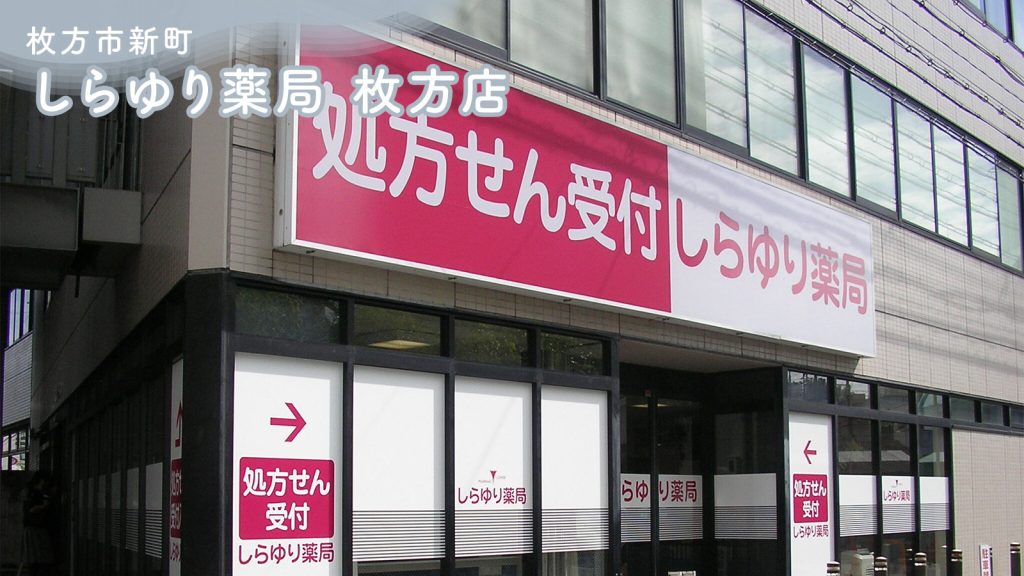 枚方市新町
しらゆり薬局 枚方店
処方せん受付 しらゆり薬局
→
処方せん
受付
しらゆり薬局
しらゆり薬局
らゆり薬局
←
処方せん
受付
しらゆり薬局
しらゆり薬局